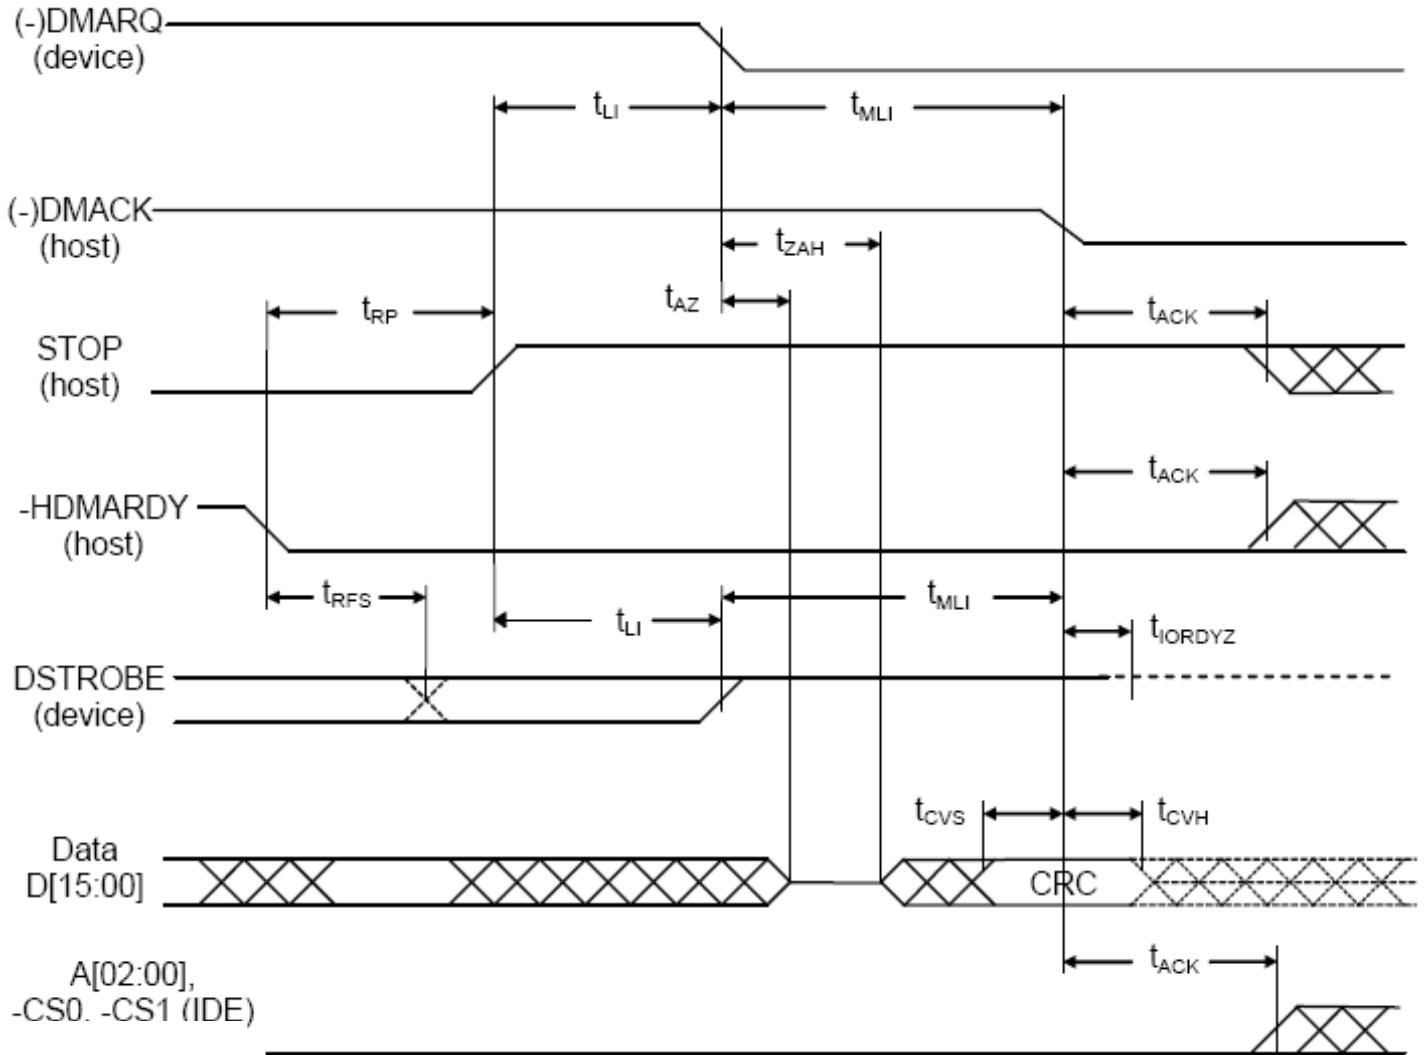 (-)DMARQ
(device)
tLI
tMLI
(-)DMACK
(host)
tZAH
tAZ
tRP
tACK
STOP
(host)
tACK
-HDMARDY
(host)
tRFS
tLI
tMLI
tIORDYZ
DSTROBE
(device)
tCVS
tCVH
Data
D[15:00]
CRC
tACK
A[02:00],
-CS0, -CS1 (IDE)